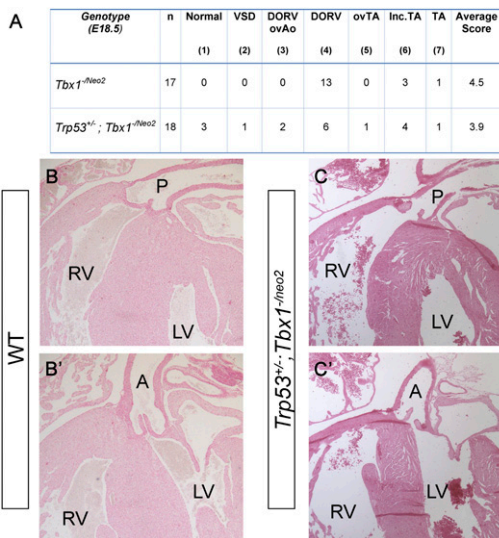 A
Genotype (E18.5) n Normal (1) VSD (2) DORV ovAo (3) DORV (4) ovTA (5) Inc.TA (6) TA (7) Average Score
Tbx1-/Neo2 17 0 0 0 13 0 3 1 4.5
Trp53+/-; Tbx1-/Neo2 18 3 1 2 6 1 4 1 3.9
B P RV LV
C P RV LV
WT
Trp53+/-;Tbx1-/neo2
B' A RV LV
C' A RV LV